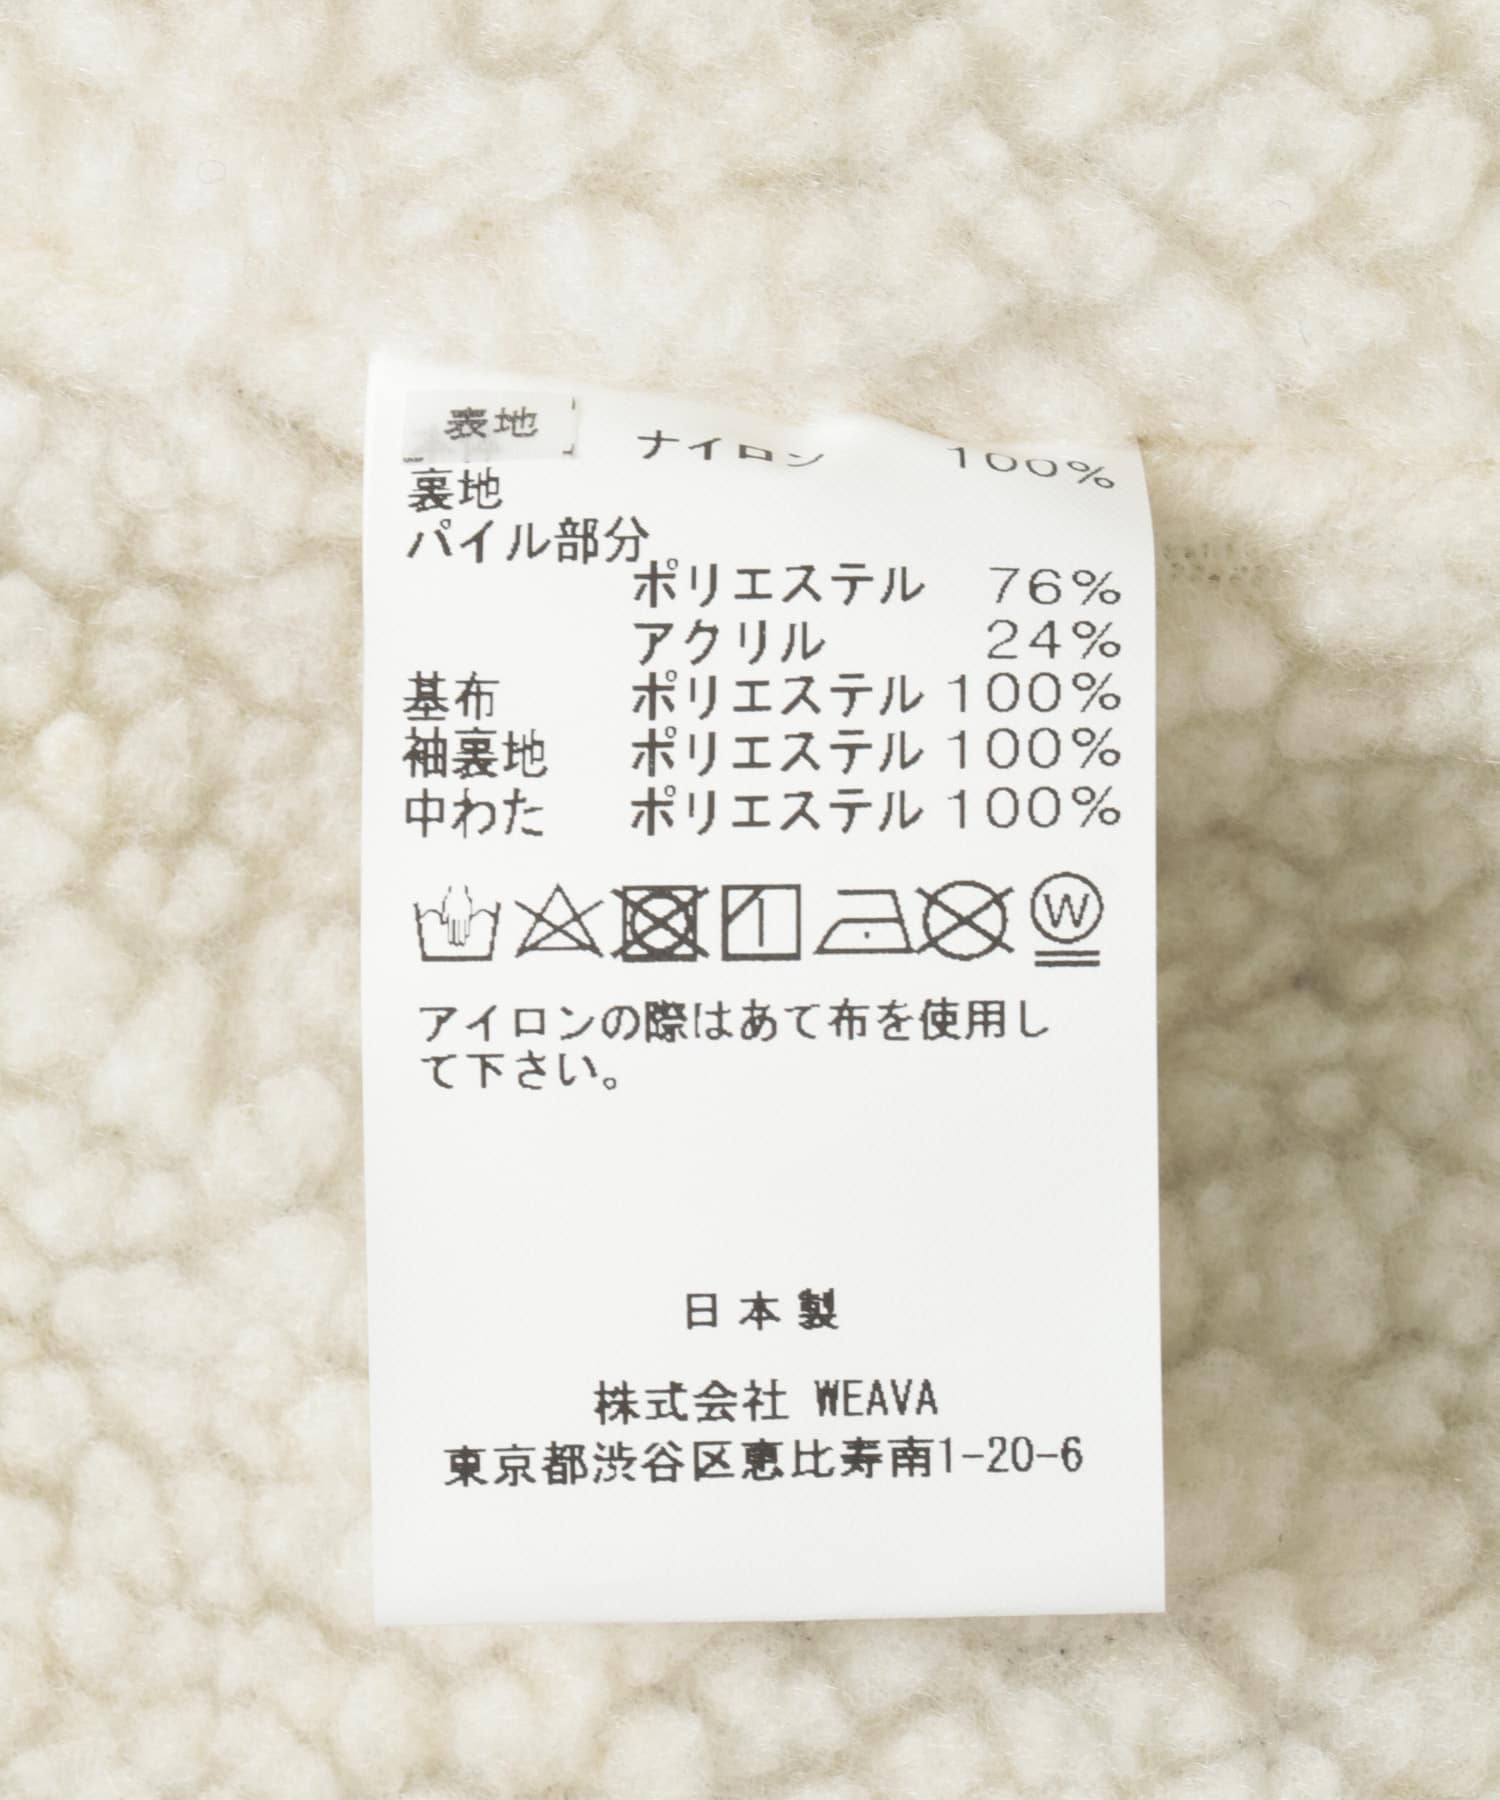 表地 ナイロン 100%
裏地
パイル部分
ポリエステル 76%
アクリル 24%
基布 ポリエステル 100%
袖裏地 ポリエステル 100%
中わた ポリエステル 100%
W
アイロンの際はあて布を使用し
て下さい。
日本製
株式会社 WEAVA
東京都渋谷区恵比寿南1-20-6